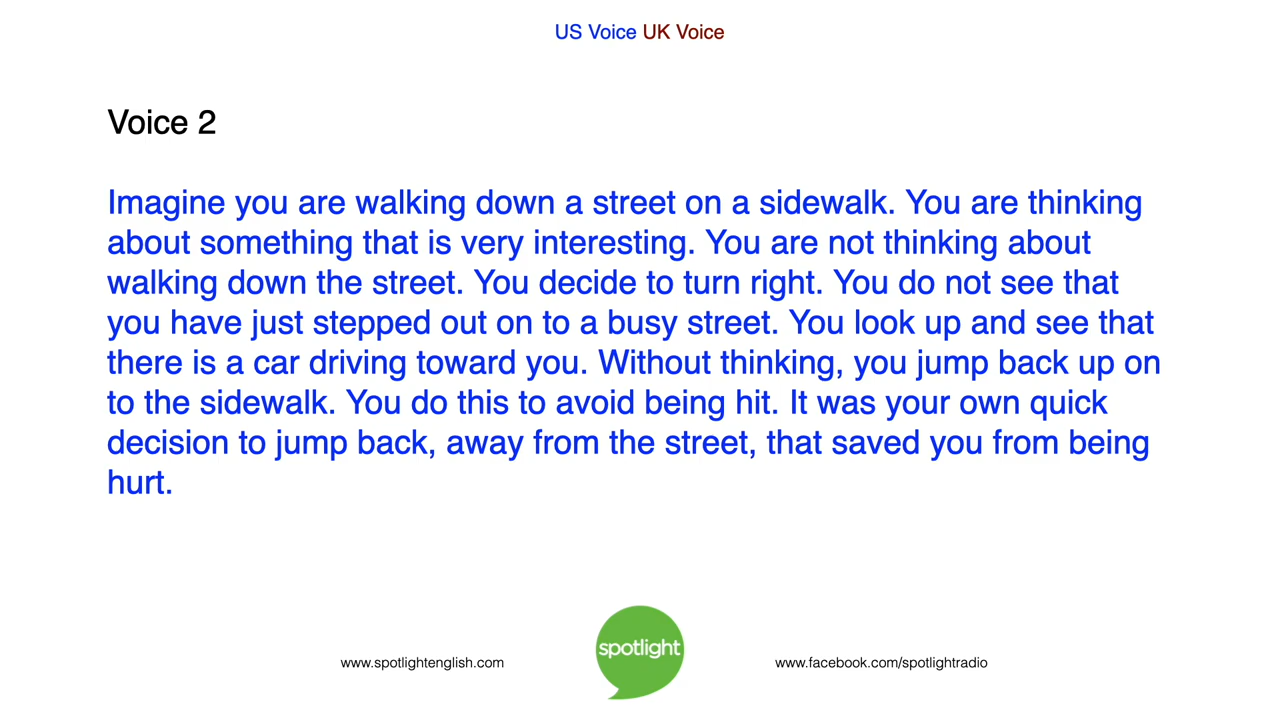 US Voice UK Voice
Voice 2
Imagine you are walking down a street on a sidewalk. You are thinking
about something that is very interesting. You are not thinking about
walking down the street. You decide to turn right. You do not see that
you have just stepped out on to a busy street. You look up and see that
there is a car driving toward you. Without thinking, you jump back up on
to the sidewalk. You do this to avoid being hit. It was your own quick
decision to jump back, away from the street, that saved you from being
hurt.
spotlight
www.spotlightenglish.com
www.facebook.com/spotlightradio